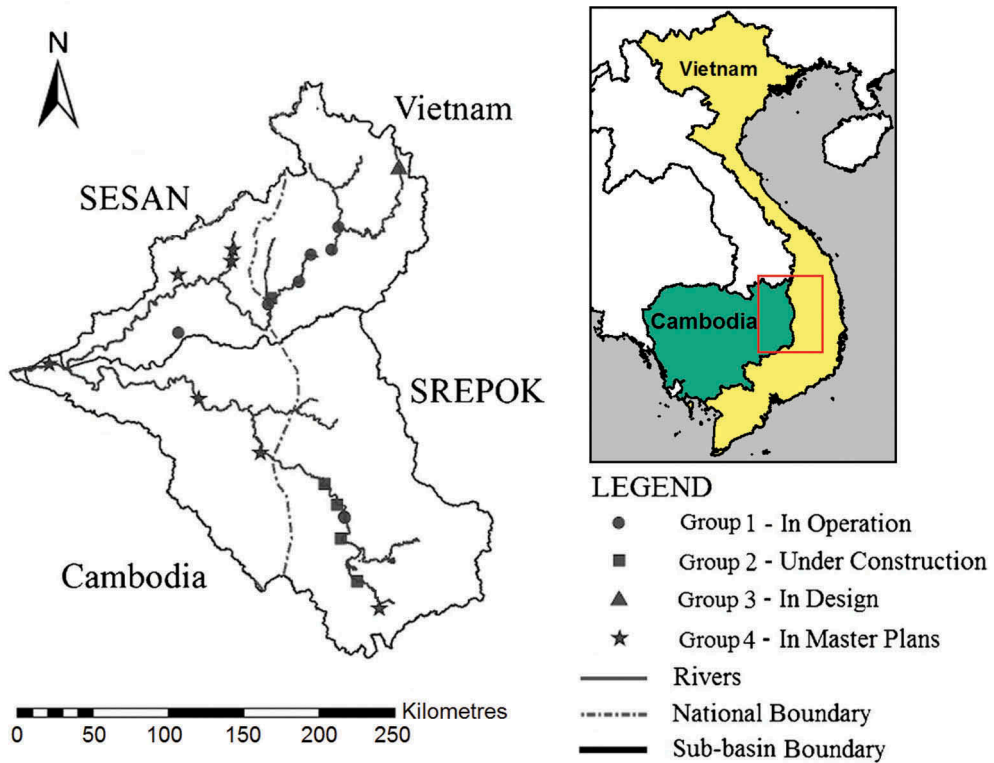 N
Vietnam
SESAN
SREPOK
Cambodia
Kilometres
0 50 100 150 200 250
Vietnam
Cambodia
LEGEND
Group 1 - In Operation
Group 2 - Under Construction
Group 3 - In Design
Group 4 - In Master Plans
Rivers
National Boundary
Sub-basin Boundary